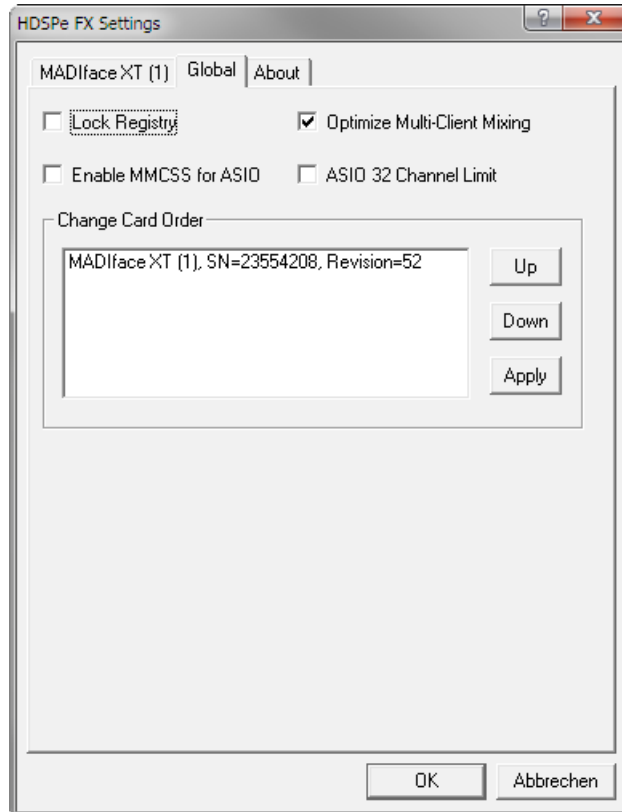 HDSPe FX Settings
MADIface XT (1) Global About
Lock Registry Optimize Multi-Client Mixing
Enable MMCSS for ASIO ASIO 32 Channel Limit
Change Card Order
MADIface XT (1), SN=23554208, Revision=52
Up
Down
Apply
OK Abbrechen